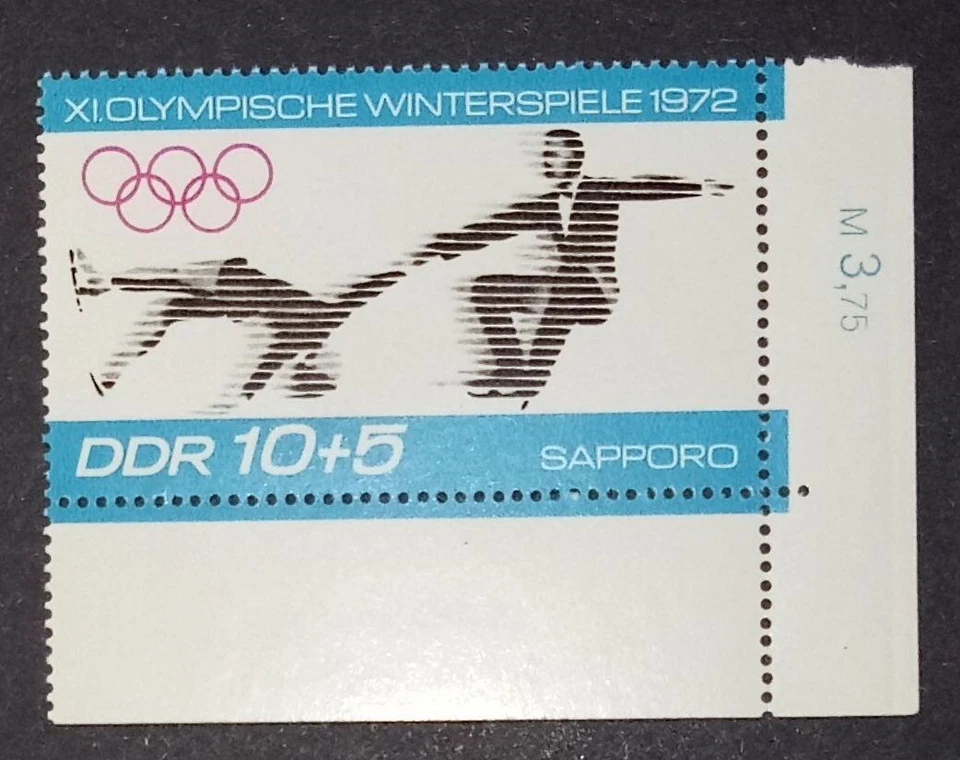 XI. OLYMPISCHE WINTERSPIELE 1972
DDR 10+5
SAPPORO
M 3,75